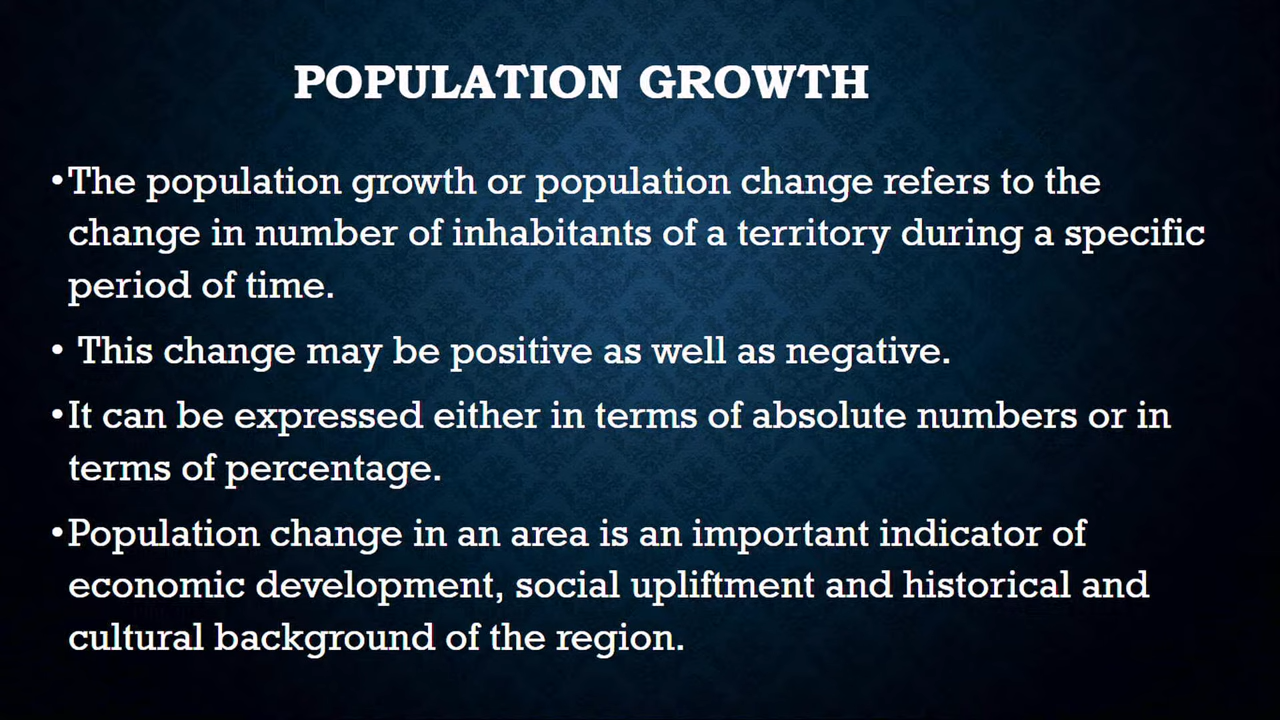 POPULATION GROWTH
•The population growth or population change refers to the
change in number of inhabitants of a territory during a specific
period of time.
• This change may be positive as well as negative.
•It can be expressed either in terms of absolute numbers or in
terms of percentage.
•Population change in an area is an important indicator of
economic development, social upliftment and historical and
cultural background of the region.